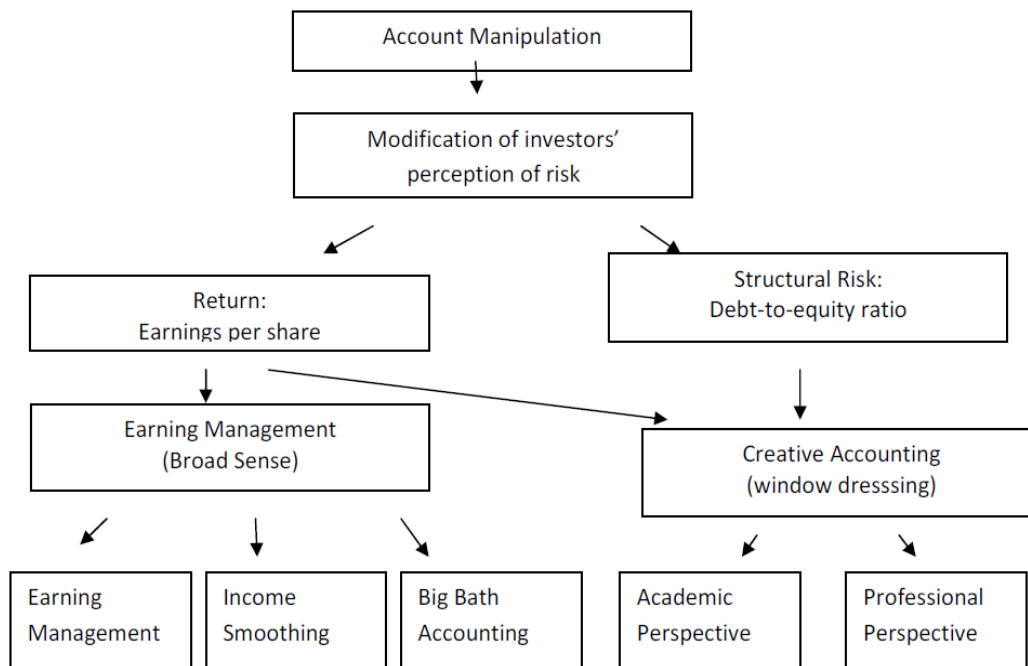 Account Manipulation
Modification of investors’
perception of risk
Return:
Earnings per share
Structural Risk:
Debt-to-equity ratio
Earning Management
(Broad Sense)
Creative Accounting
(window dresssing)
Earning
Management
Income
Smoothing
Big Bath
Accounting
Academic
Perspective
Professional
Perspective